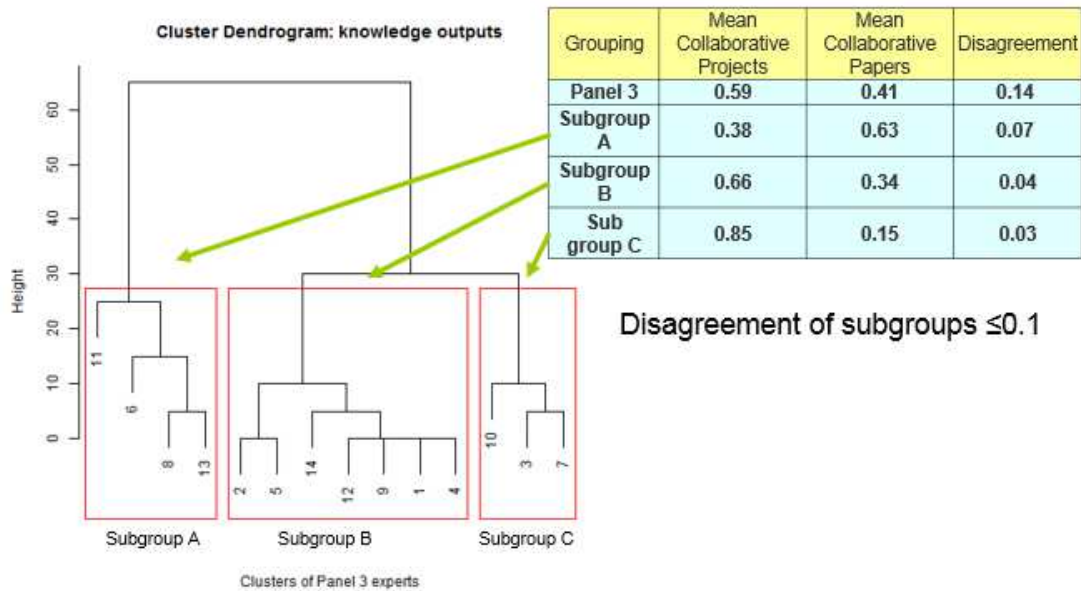 Cluster Dendrogram: knowledge outputs
Height
60
50
40
30
20
10
0
11
6
8
13
2
5
14
12
9
1
4
10
3
7
Subgroup A
Subgroup B
Subgroup C
Clusters of Panel 3 experts
Grouping
Mean
Collaborative
Projects
Mean
Collaborative
Papers
Disagreement
Panel 3 0.59 0.41 0.14
Subgroup
A
0.38 0.63 0.07
Subgroup
B
0.66 0.34 0.04
Sub
group C
0.85 0.15 0.03
Disagreement of subgroups ≤0.1